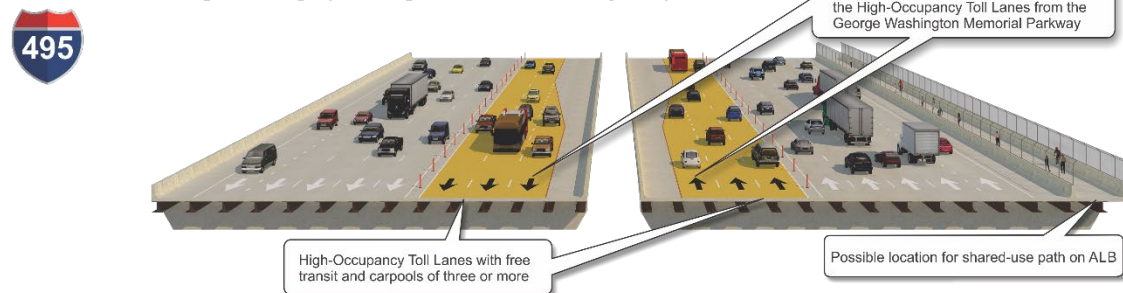 495
the High-Occupancy Toll Lanes from the
George Washington Memorial Parkway
High-Occupancy Toll Lanes with free
transit and carpools of three or more
Possible location for shared-use path on ALB